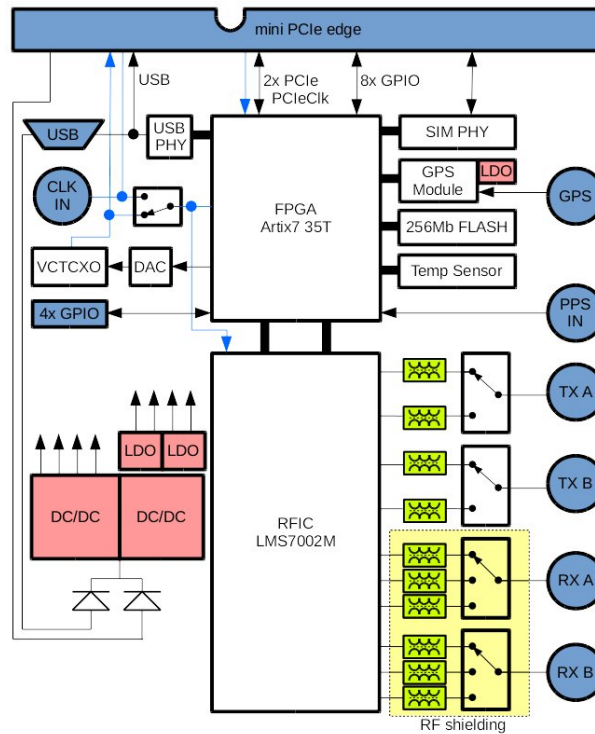 mini PCIe edge
USB
2x PCIe
PCIeClk
8x GPIO
USB
USB
PHY
SIM PHY
CLK
IN
FPGA
Artix7 35T
GPS
Module
LDO
GPS
256Mb FLASH
VCTCXO
DAC
Temp Sensor
4x GPIO
PPS
IN
TX A
LDO
LDO
TX B
DC/DC
DC/DC
RFIC
LMS7002M
RX A
RX B
RF shielding